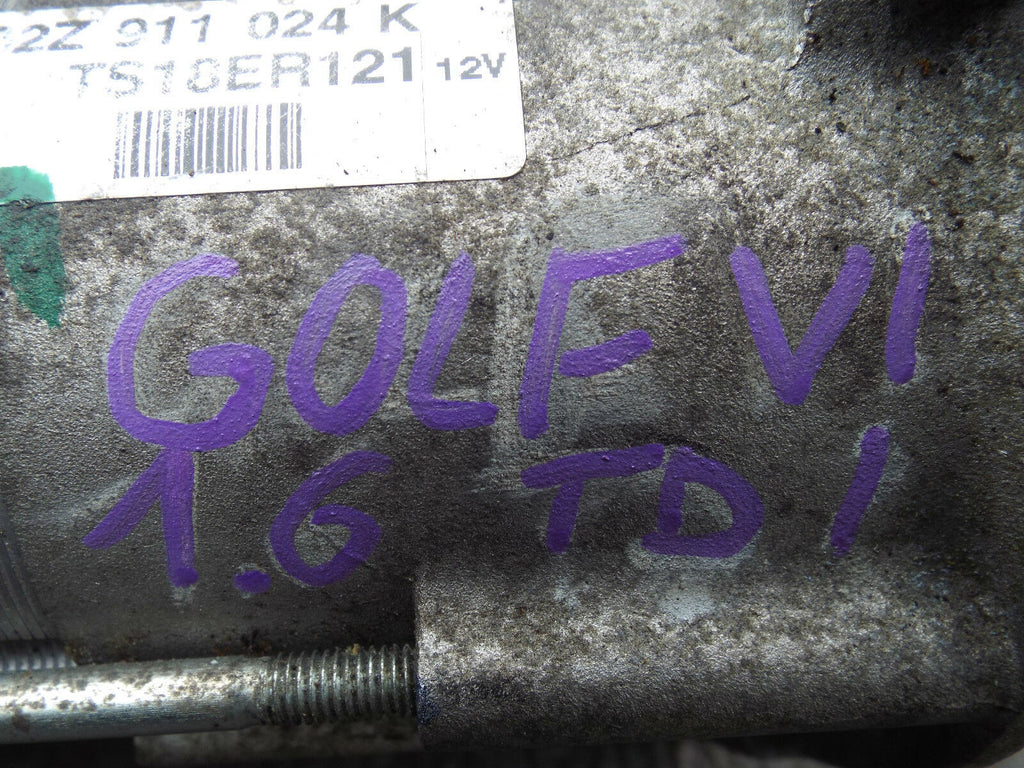 2Z 911 024 K
TS18ER121 12V
GOLF VI
1.6 TDI